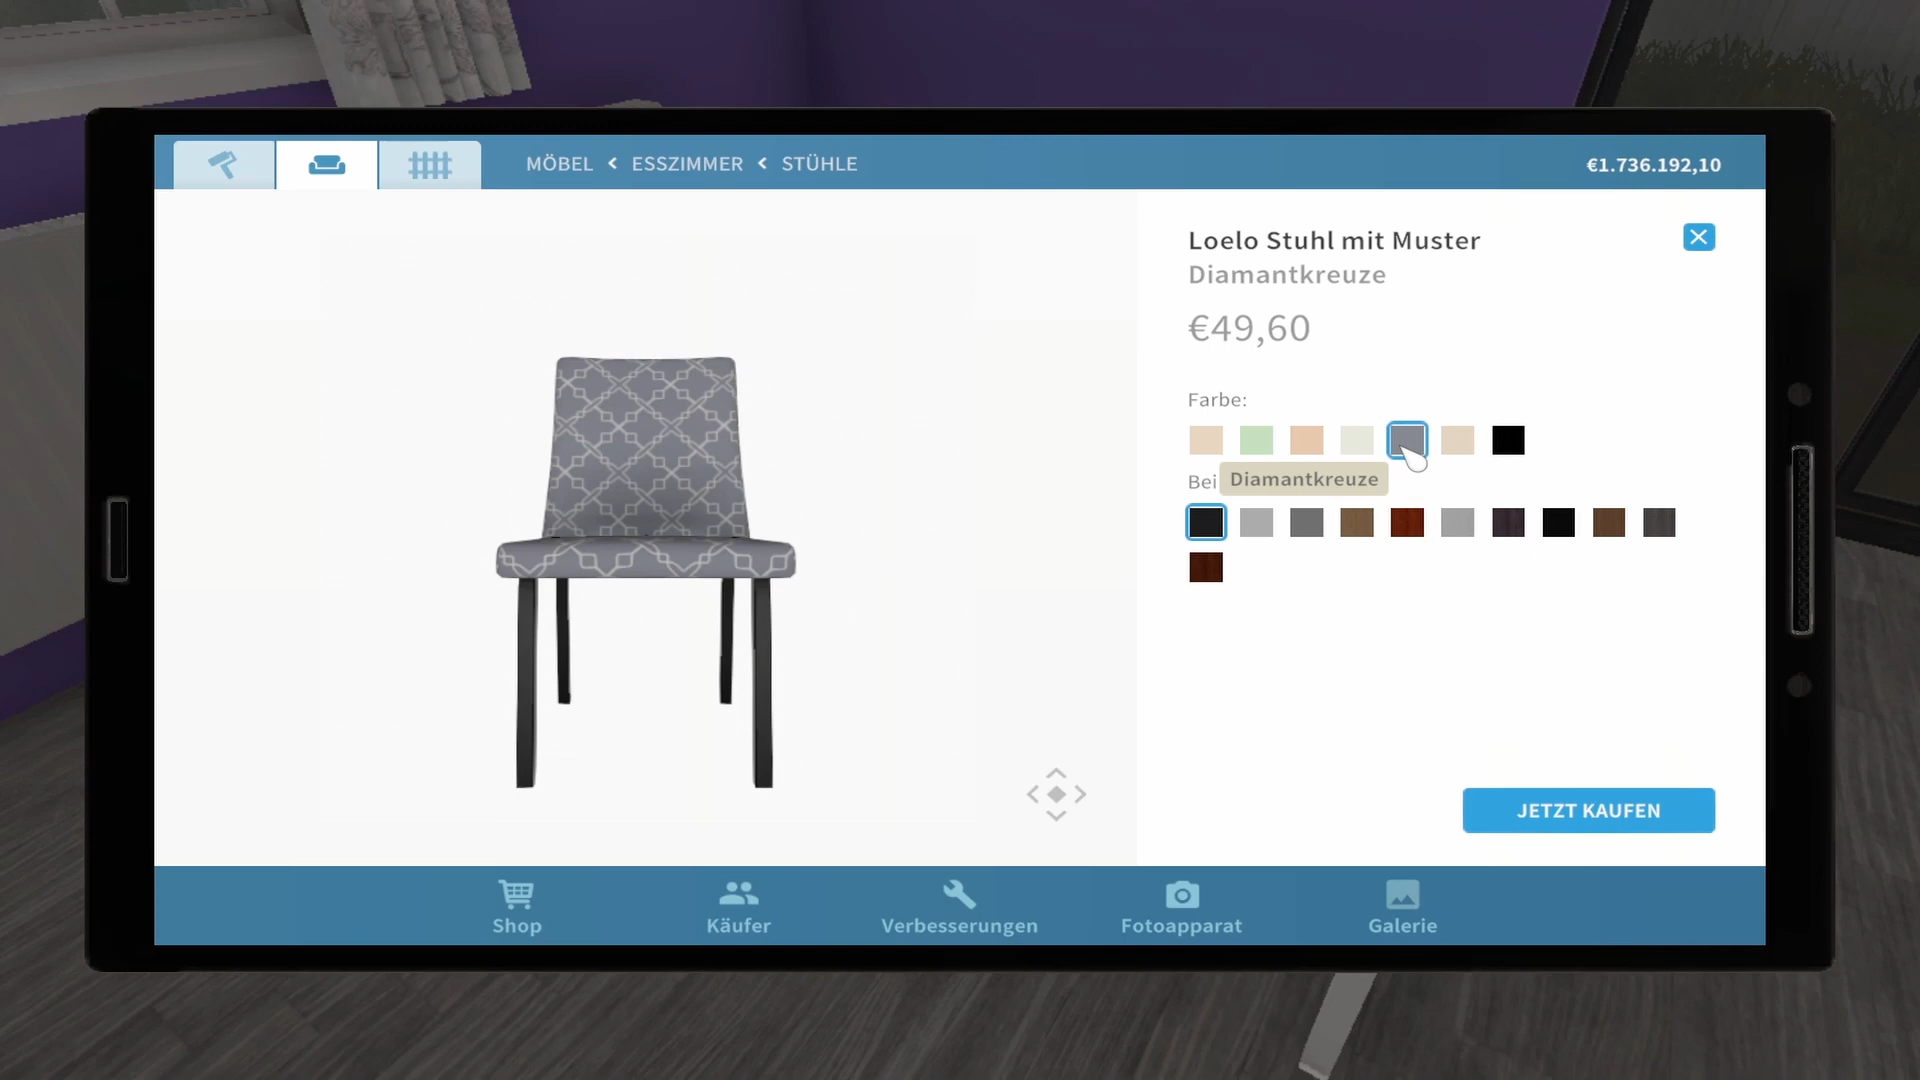 MÖBEL < ESSZIMMER < STÜHLE
€1.736.192,10
Loelo Stuhl mit Muster
Diamantkreuze
€49,60
Farbe:
Diamantkreuze
JETZT KAUFEN
Shop
Käufer
Verbesserungen
Fotoapparat
Galerie